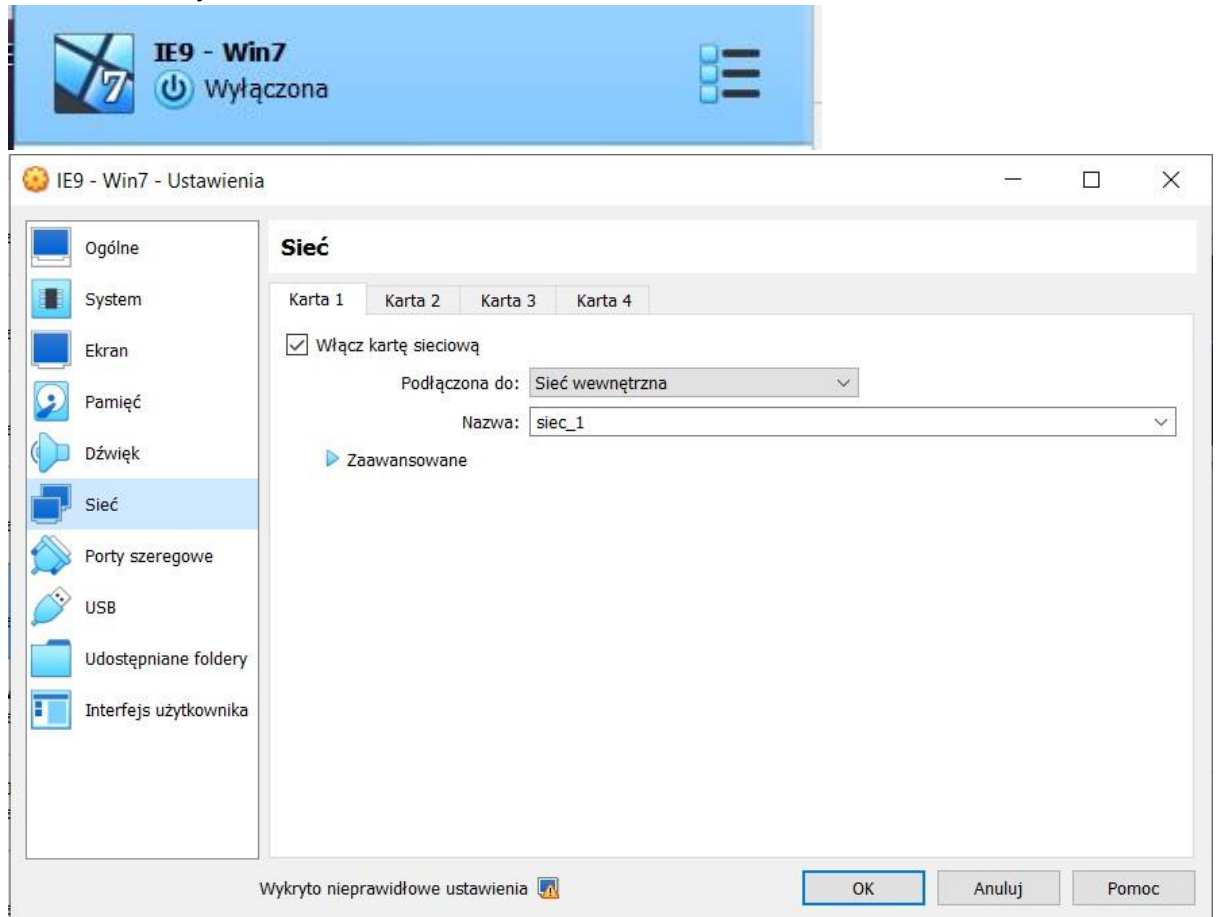 IE9 - Win7
Wyłączona
IE9 - Win7 - Ustawienia
Ogólne
System
Ekran
Pamięć
Dźwięk
Sieć
Porty szeregowe
USB
Udostępniane foldery
Interfejs użytkownika
Sieć
Karta 1 Karta 2 Karta 3 Karta 4
Włącz kartę sieciową
Podłączona do: Sieć wewnętrzna
Nazwa: siec_1
Zaawansowane
Wykryto nieprawidłowe ustawienia
OK Anuluj Pomoc